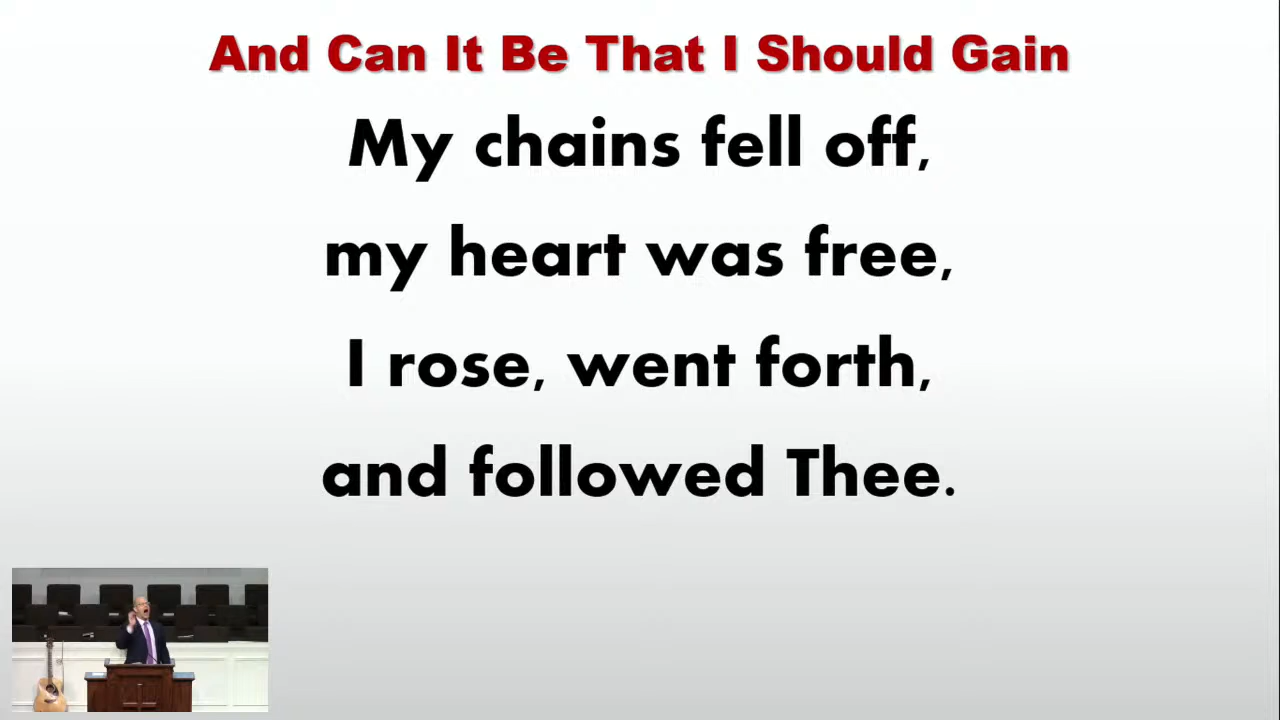 And Can It Be That I Should Gain
My chains fell off,
my heart was free,
I rose, went forth,
and followed Thee.